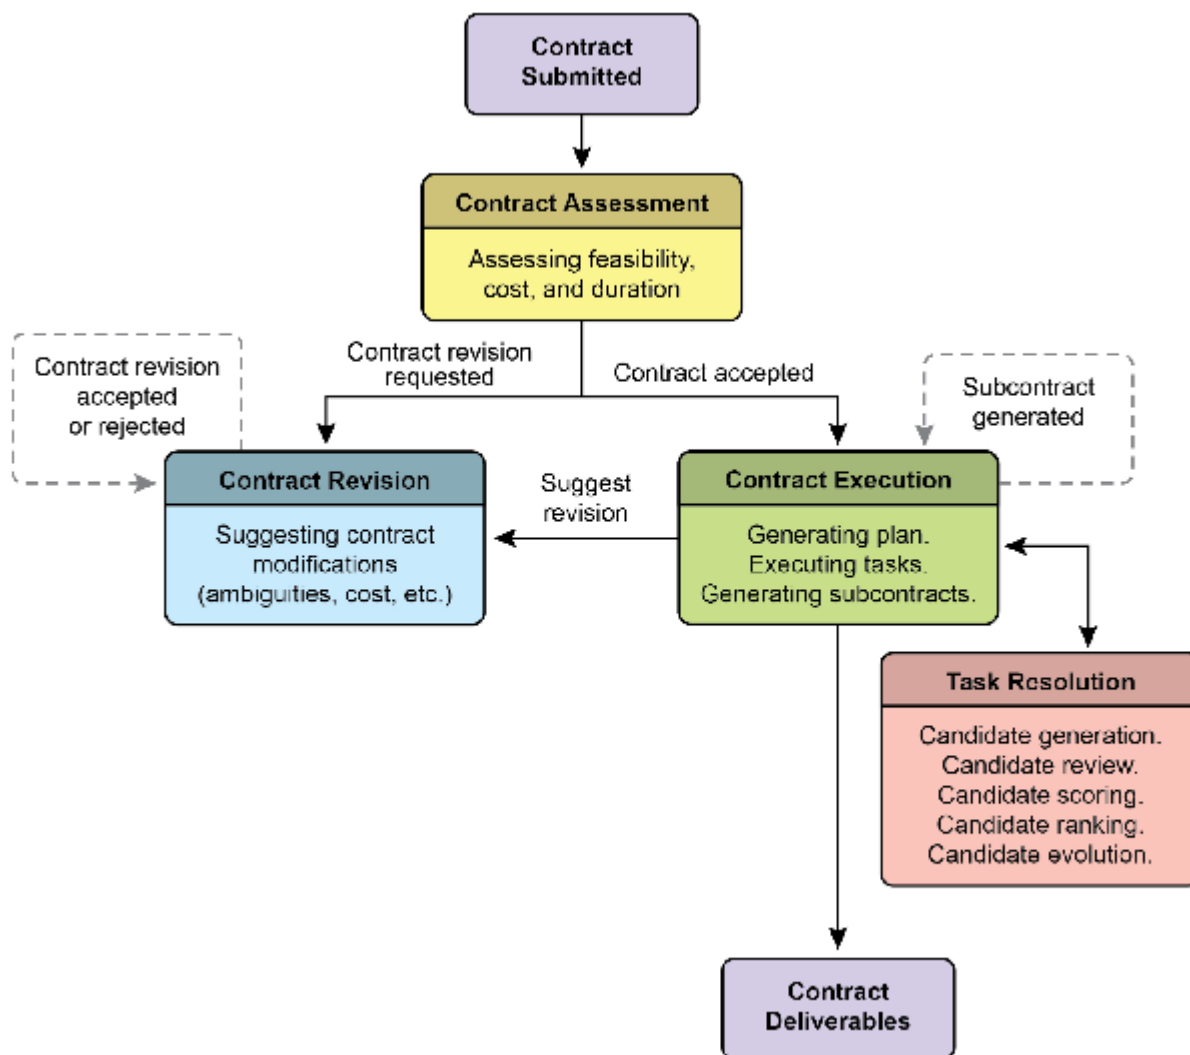 Contract
Submitted
Contract Assessment
Assessing feasibility,
cost, and duration
Contract revision
requested
Contract accepted
Contract revision
accepted
or rejected
Subcontract
generated
Contract Revision
Suggesting contract
modifications
(ambiguities, cost, etc.)
Suggest
revision
Contract Execution
Generating plan.
Executing tasks.
Generating subcontracts.
Task Resolution
Candidate generation.
Candidate review.
Candidate scoring.
Candidate ranking.
Candidate evolution.
Contract
Deliverables